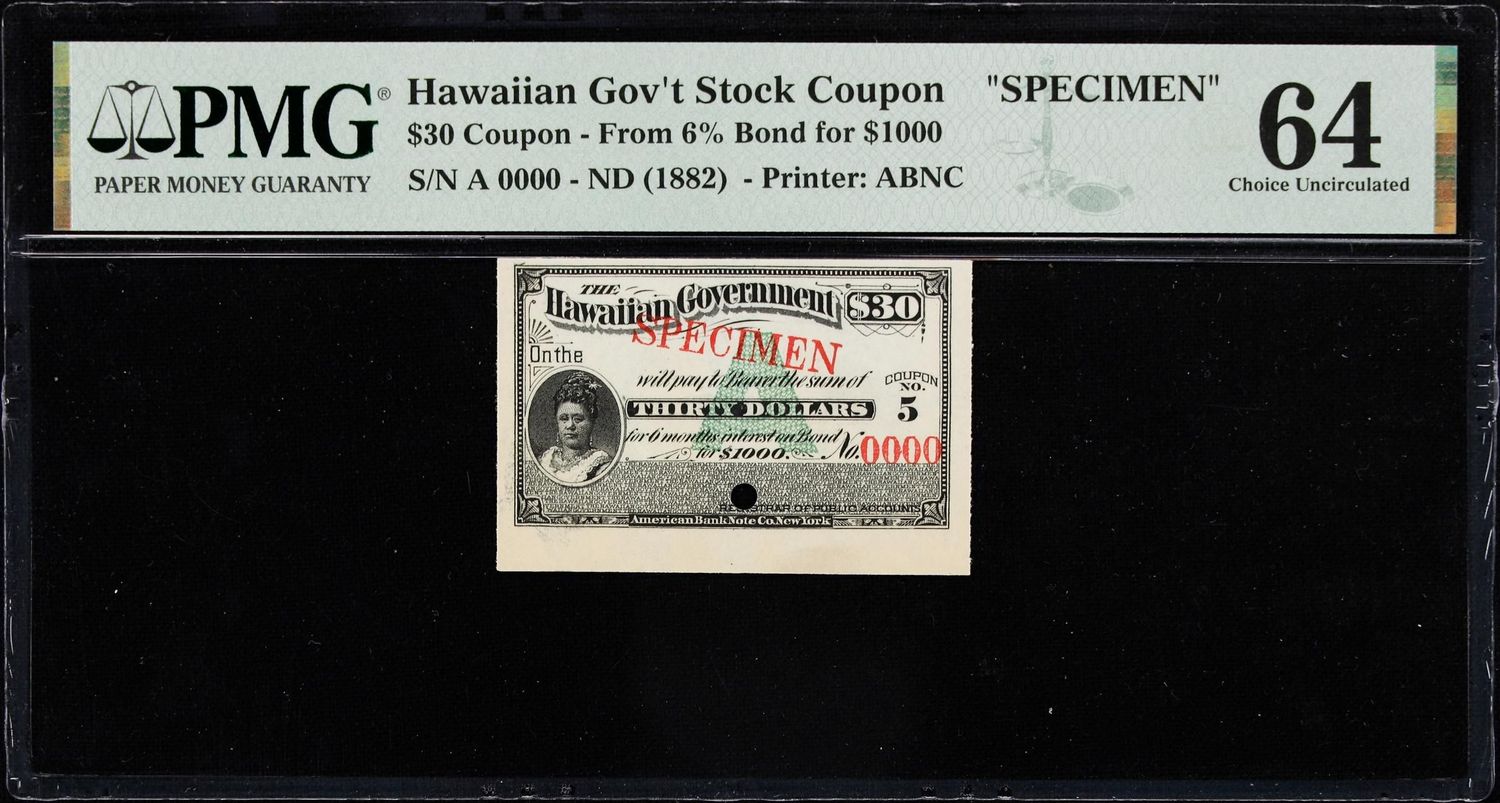 PMG®
PAPER MONEY GUARANTY
Hawaiian Gov't Stock Coupon
"SPECIMEN"
$30 Coupon - From 6% Bond for $1000
S/N A 0000 - ND (1882) - Printer: ABNC
64
Choice Uncirculated
THE
Hawaiian Government
$30
SPECIMEN
On the
will pay to Bearer the sum of
COUPON
NO.
5
THIRTY DOLLARS
A
for 6 months interest on Bond
for $1000.
No. 0000
REGISTRAR OF PUBLIC ACCOUNTS
American Bank Note Co. New York